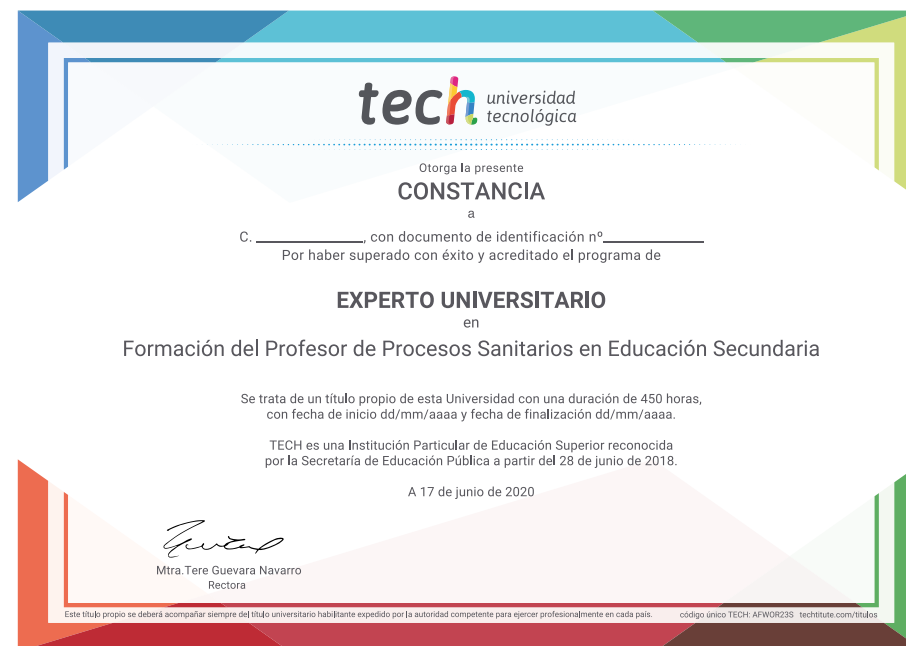 tech universidad
tecnológica
Otorga la presente
CONSTANCIA
a
C. ____________, con documento de identificación nº____________
Por haber superado con éxito y acreditado el programa de
EXPERTO UNIVERSITARIO
en
Formación del Profesor de Procesos Sanitarios en Educación Secundaria
Se trata de un título propio de esta Universidad con una duración de 450 horas,
con fecha de inicio dd/mm/aaaa y fecha de finalización dd/mm/aaaa.
TECH es una Institución Particular de Educación Superior reconocida
por la Secretaría de Educación Pública a partir del 28 de junio de 2018.
A 17 de junio de 2020
Mtra.Tere Guevara Navarro
Rectora
Este título propio se deberá acompañar siempre del título universitario habilitante expedido por la autoridad competente para ejercer profesionalmente en cada país. código único TECH: AFWOR23S techtitute.com/titulos